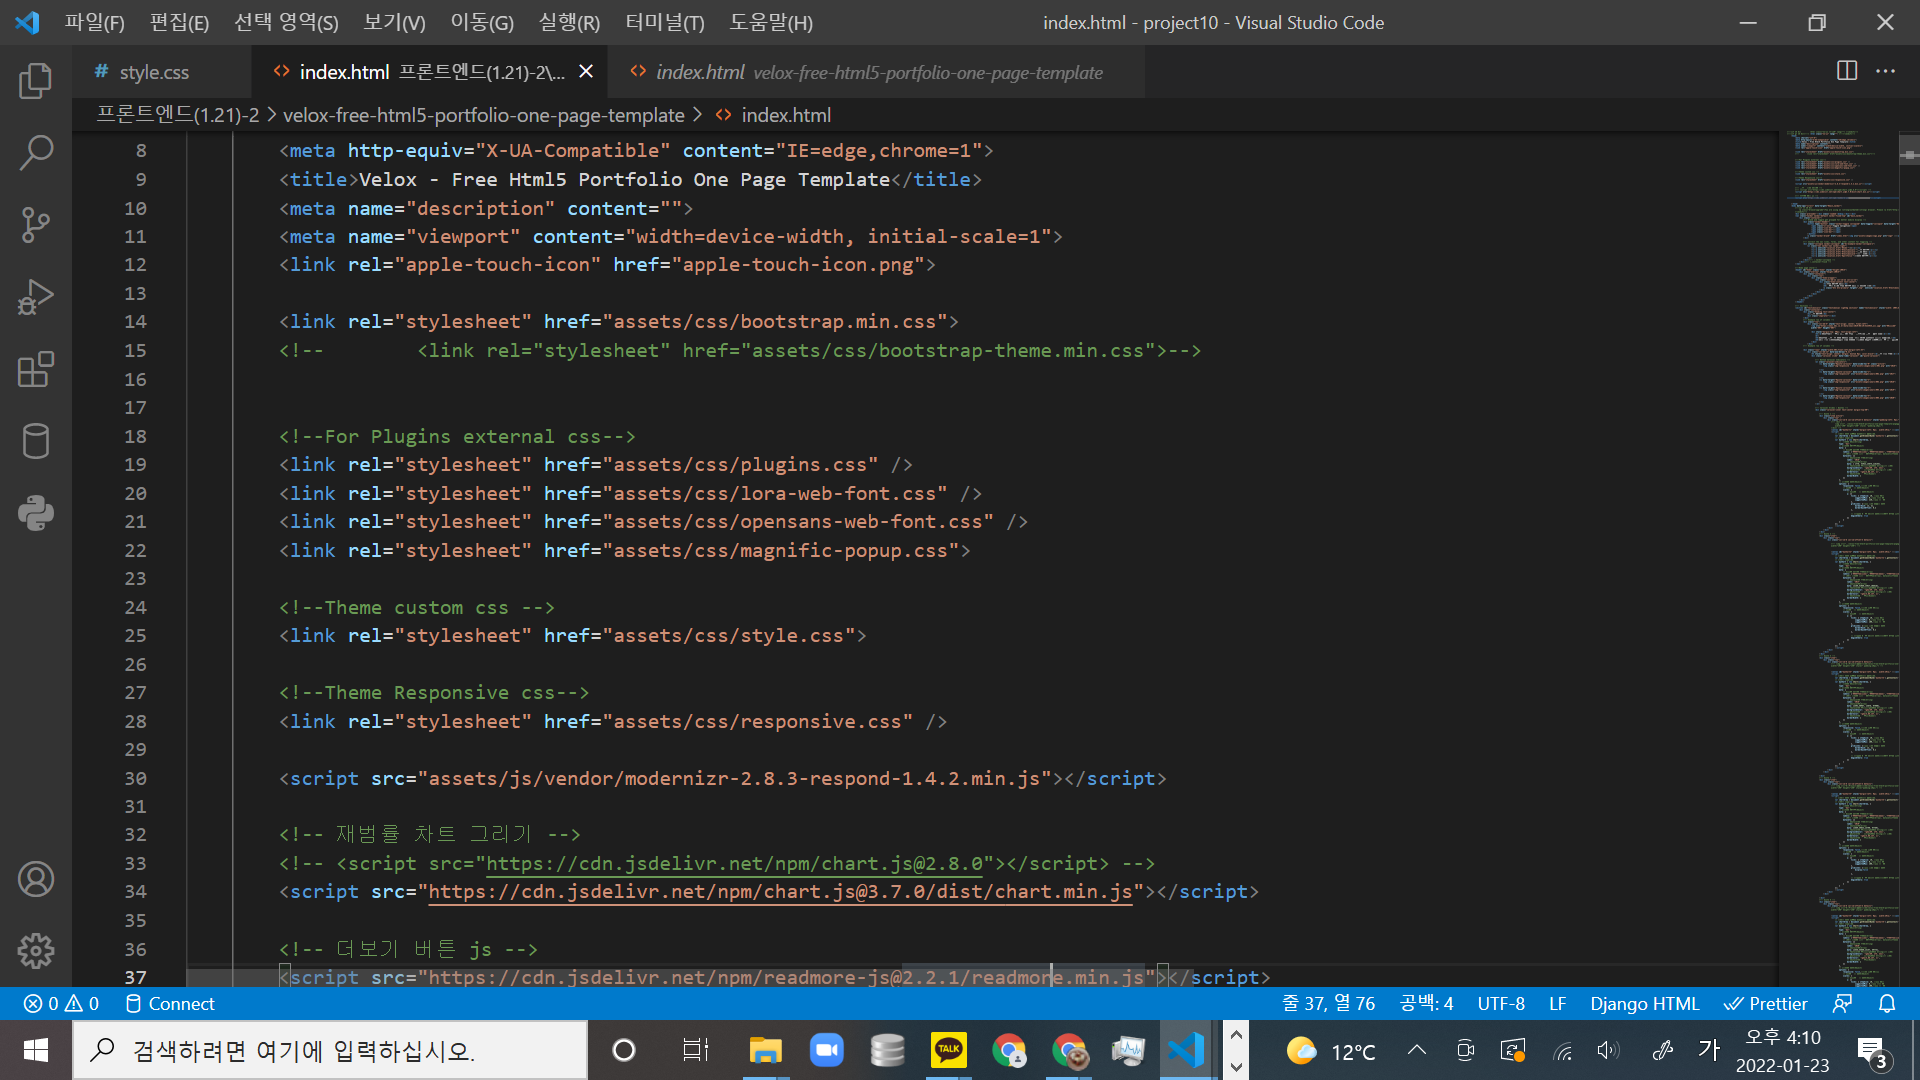 파일(F) 편집(E) 선택 영역(S) 보기(V) 이동(G) 실행(R) 터미널(T) 도움말(H) index.html - project10 - Visual Studio Code
# style.css <> index.html 프론트엔드(1.21)-2\... <> index.html velox-free-html5-portfolio-one-page-template
프론트엔드(1.21)-2 > velox-free-html5-portfolio-one-page-template > <> index.html
8 <meta http-equiv="X-UA-Compatible" content="IE=edge,chrome=1">
9 <title>Velox - Free Html5 Portfolio One Page Template</title>
10 <meta name="description" content="">
11 <meta name="viewport" content="width=device-width, initial-scale=1">
12 <link rel="apple-touch-icon" href="apple-touch-icon.png">
13
14 <link rel="stylesheet" href="assets/css/bootstrap.min.css">
15 <!--        <link rel="stylesheet" href="assets/css/bootstrap-theme.min.css">-->
16
17
18 <!--For Plugins external css-->
19 <link rel="stylesheet" href="assets/css/plugins.css" />
20 <link rel="stylesheet" href="assets/css/lora-web-font.css" />
21 <link rel="stylesheet" href="assets/css/opensans-web-font.css" />
22 <link rel="stylesheet" href="assets/css/magnific-popup.css">
23
24 <!--Theme custom css -->
25 <link rel="stylesheet" href="assets/css/style.css">
26
27 <!--Theme Responsive css-->
28 <link rel="stylesheet" href="assets/css/responsive.css" />
29
30 <script src="assets/js/vendor/modernizr-2.8.3-respond-1.4.2.min.js"></script>
31
32 <!-- 재범률 차트 그리기 -->
33 <!-- <script src="https://cdn.jsdelivr.net/npm/chart.js@2.8.0"></script> -->
34 <script src="https://cdn.jsdelivr.net/npm/chart.js@3.7.0/dist/chart.min.js"></script>
35
36 <!-- 더보기 버튼 js -->
37 <script src="https://cdn.jsdelivr.net/npm/readmore-js@2.2.1/readmore.min.js"></script>
0 0 Connect 줄 37, 열 76 공백: 4 UTF-8 LF Django HTML Prettier
검색하려면 여기에 입력하십시오. TALK 12°C 가 오후 4:10
2022-01-23 3